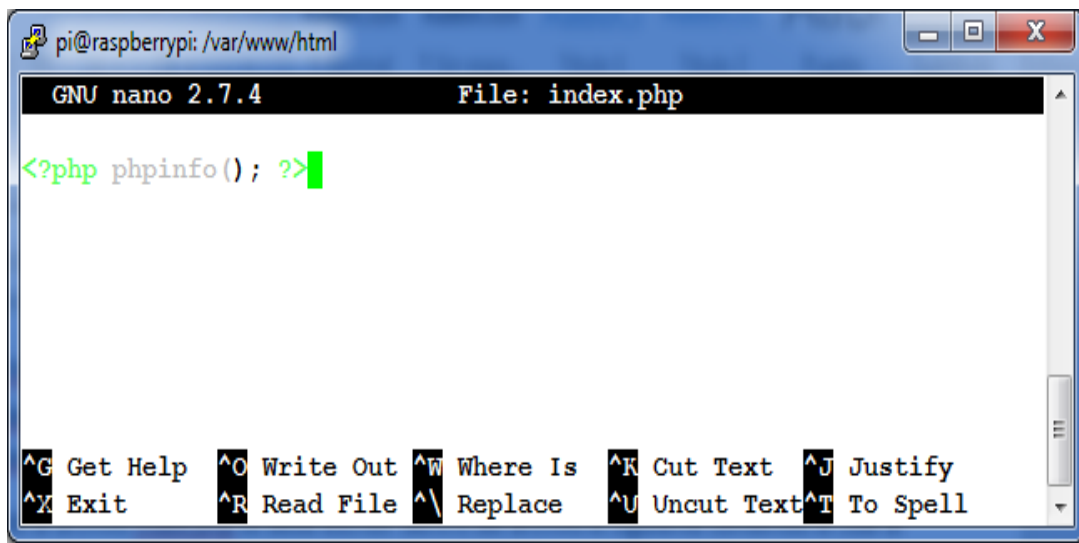 pi@raspberrypi: /var/www/html
GNU nano 2.7.4 File: index.php
<?php phpinfo(); ?>
^G Get Help ^O Write Out ^W Where Is ^K Cut Text ^J Justify
^X Exit ^R Read File ^\ Replace ^U Uncut Text ^T To Spell